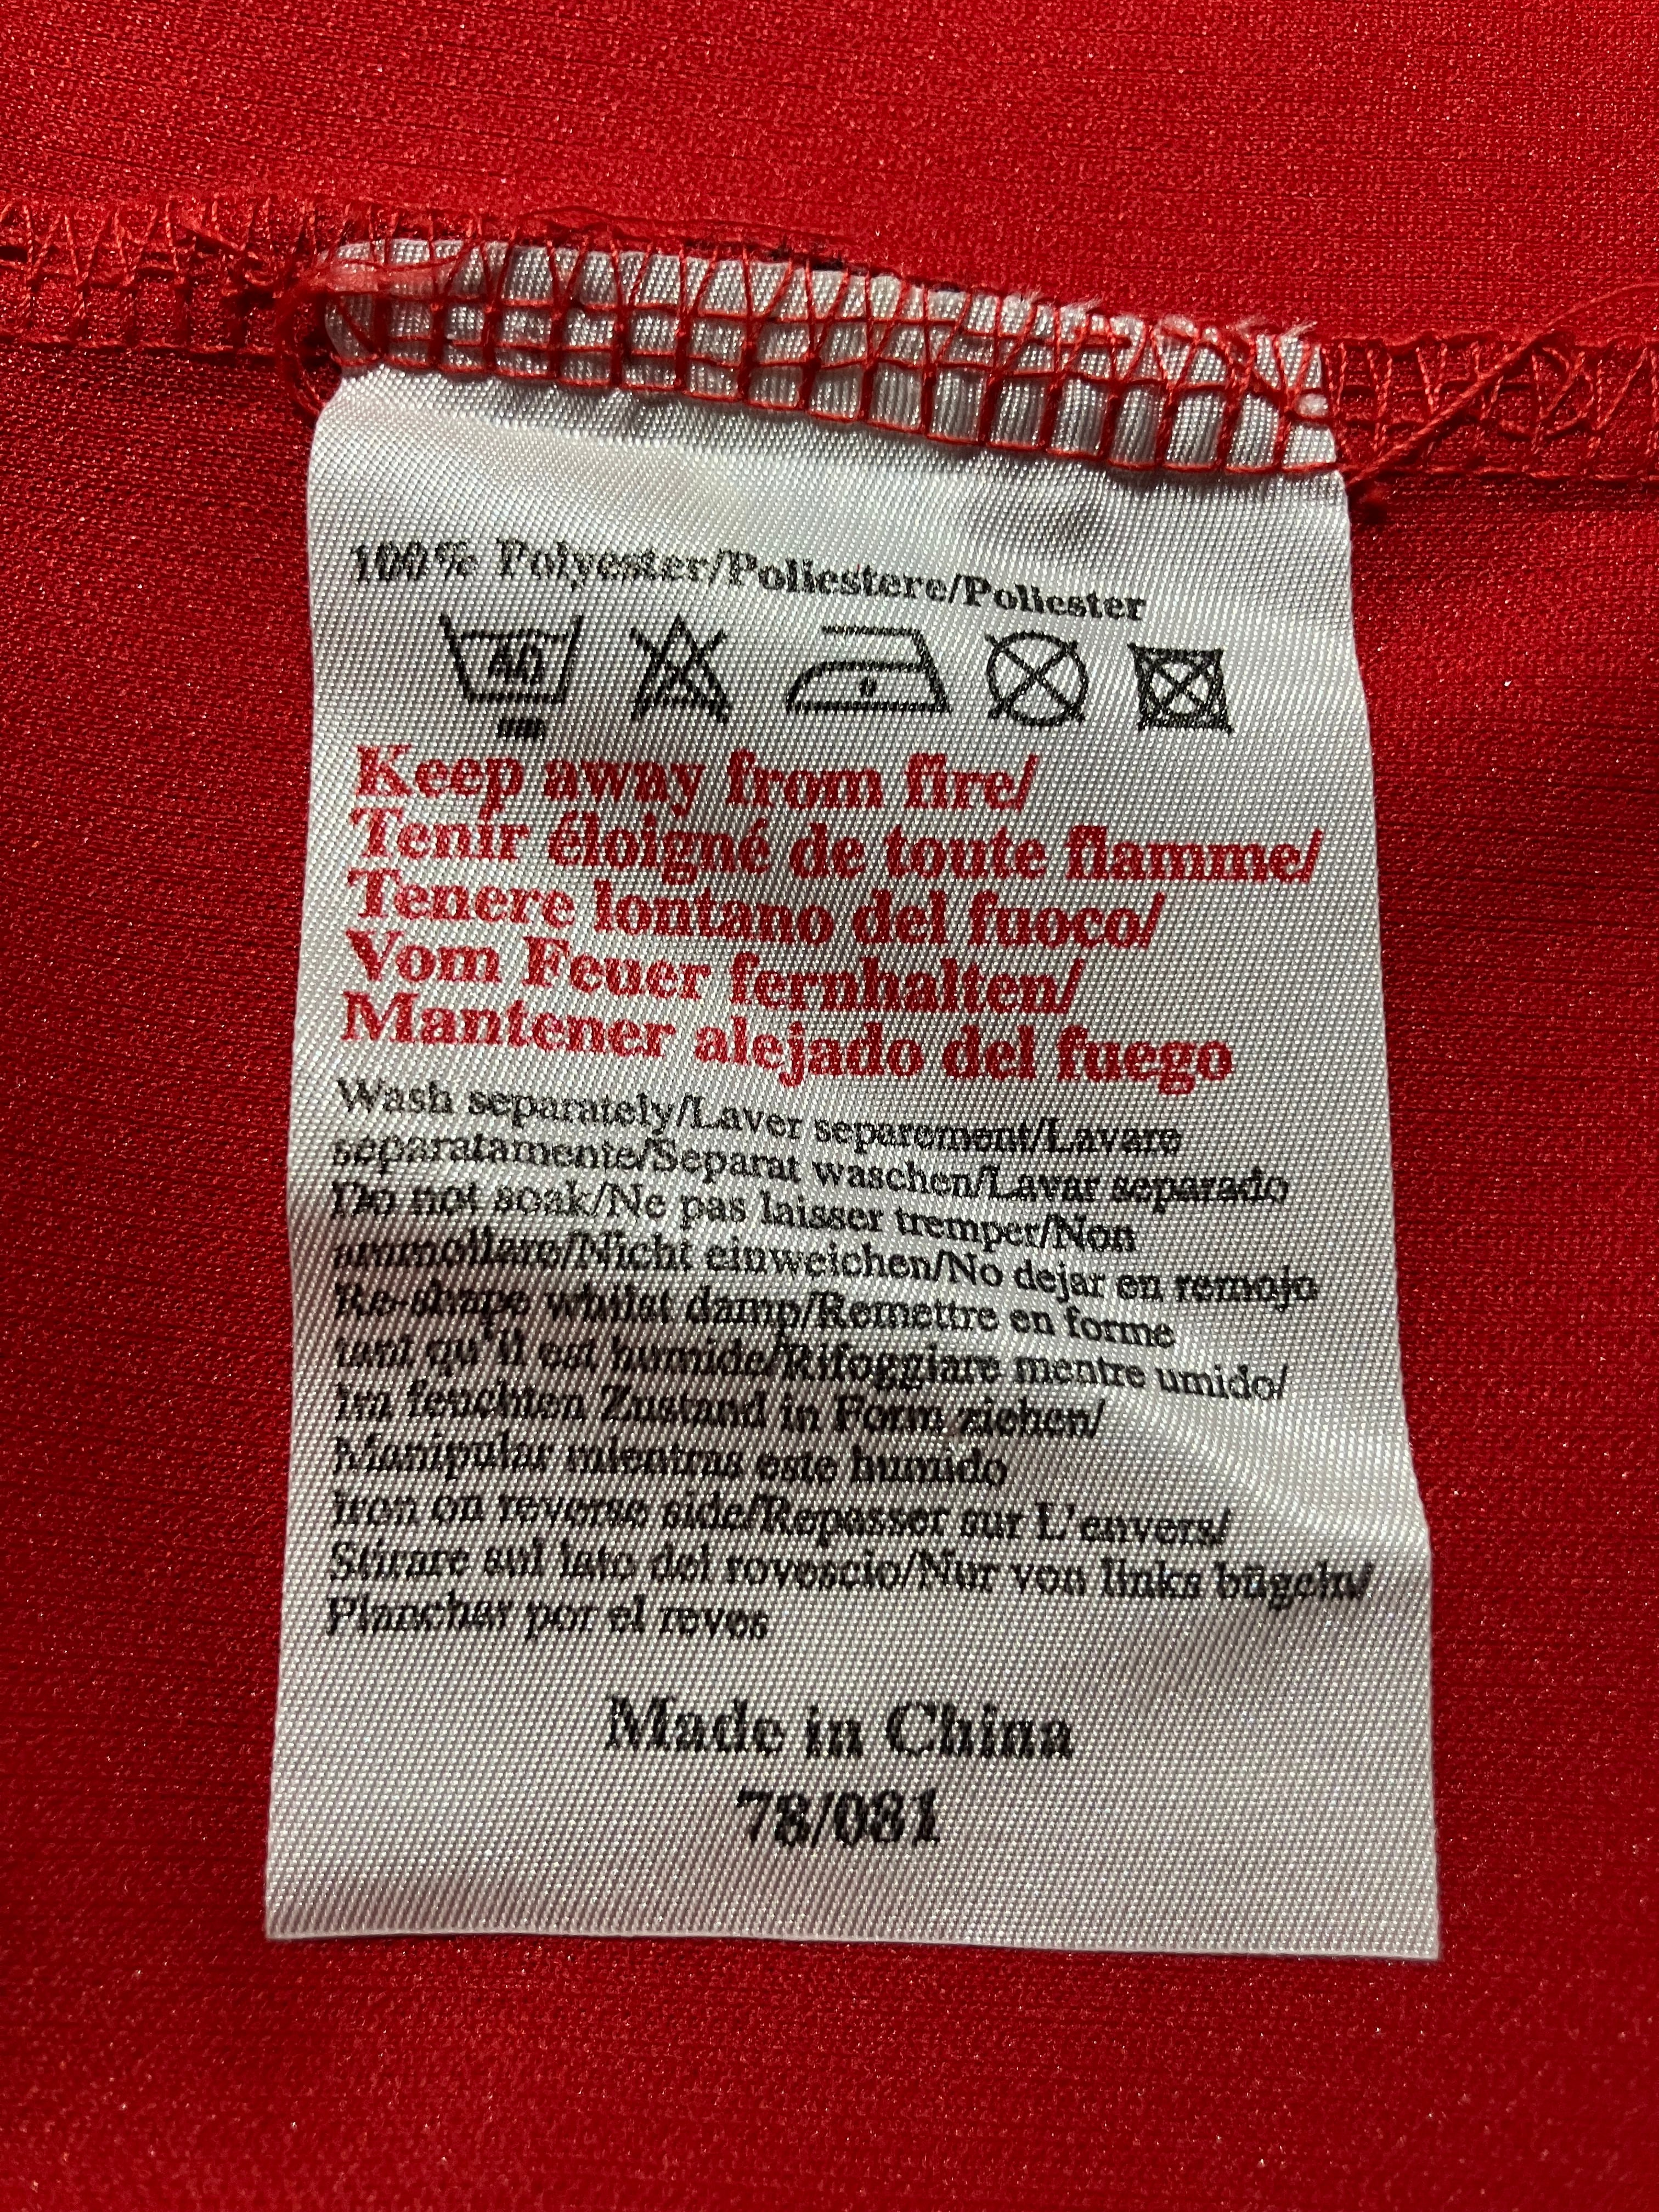 100% Polyester/Poliestere/Poliester
40
Keep away from fire/
Tenir éloigné de toute flamme/
Tenere lontano del fuoco/
Vom Feuer fernhalten/
Mantener alejado del fuego
Wash separately/Laver separement/Lavare
separatamente/Separat waschen/Lavar separado
Do not soak/Ne pas laisser tremper/Non
ammollare/Nicht einweichen/No dejar en remojo
Re-shape whilst damp/Remettre en forme
tant qu'il est humide/Rifoggiare mentre umido/
Im feuchten Zustand in Form ziehen/
Manipular mientras este humido
Iron on reverse side/Repasser sur L'envers/
Stirare sul lato del rovescio/Nur von links bügeln/
Planchar por el reves
Made in China
78/081